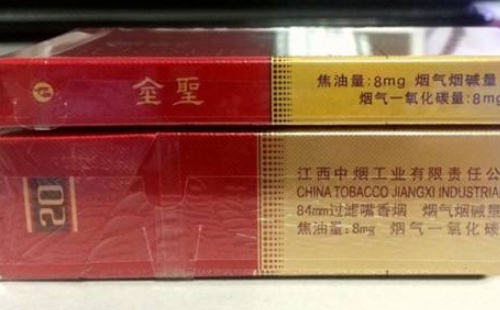 金聖
焦油量:8mg 烟气烟碱量
烟气一氧化碳量:8m
20
江西中烟工业有限责任公
CHINA TOBACCO JIANGXI INDUSTRIA
84mm过滤嘴香烟 烟气烟碱量
焦油量:8mg 烟气一氧化碳